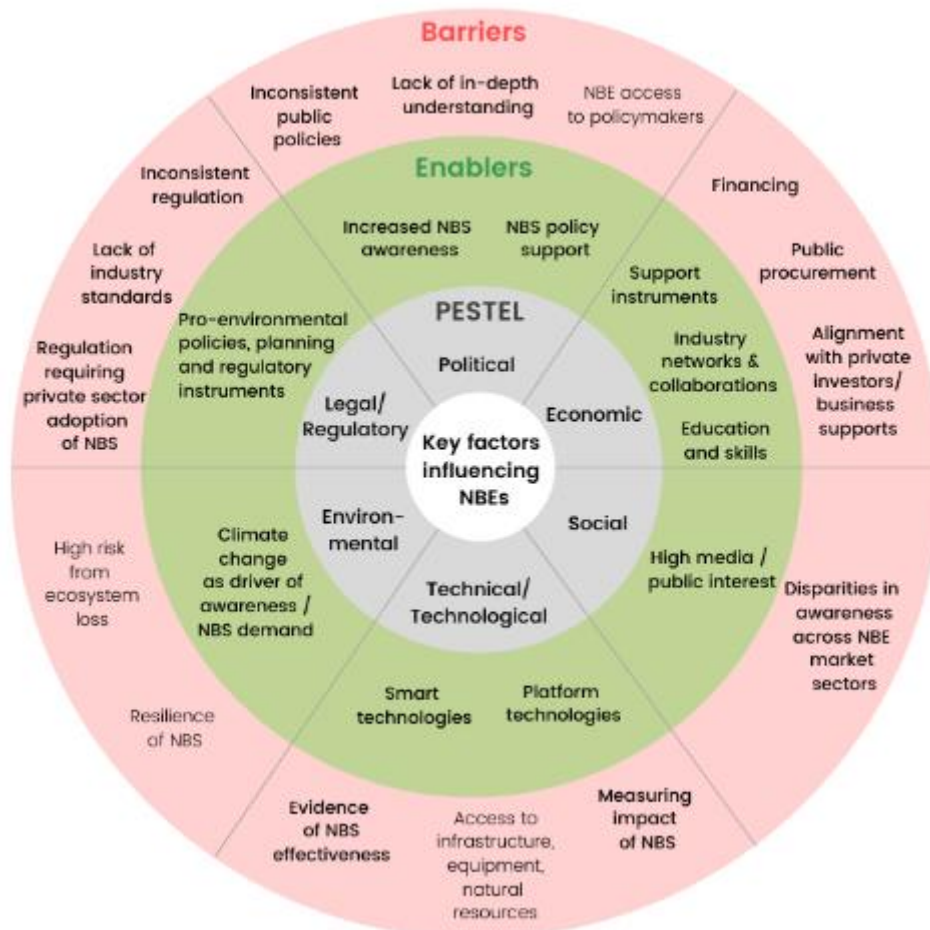 Barriers
Inconsistent
public
policies
Lack of in-depth
understanding
NBE access
to policymakers
Inconsistent
regulation
Lack of
industry
standards
Regulation
requiring
private sector
adoption
of NBS
Financing
Public
procurement
Alignment
with private
investors/
business
supports
Enablers
Increased NBS
awareness
NBS policy
support
Pro-environmental
policies, planning
and regulatory
instruments
Support
instruments
Industry
networks &
collaborations
Education
and skills
PESTEL
Political
Legal/
Regulatory
Economic
Key factors
influencing
NBEs
Environ-
mental
Social
Technical/
Technological
Climate
change
as driver of
awareness /
NBS demand
High media /
public interest
Smart
technologies
Platform
technologies
High risk
from
ecosystem
loss
Resilience
of NBS
Disparities in
awareness
across NBE
market
sectors
Evidence
of NBS
effectiveness
Access to
infrastructure,
equipment,
natural
resources
Measuring
impact
of NBS